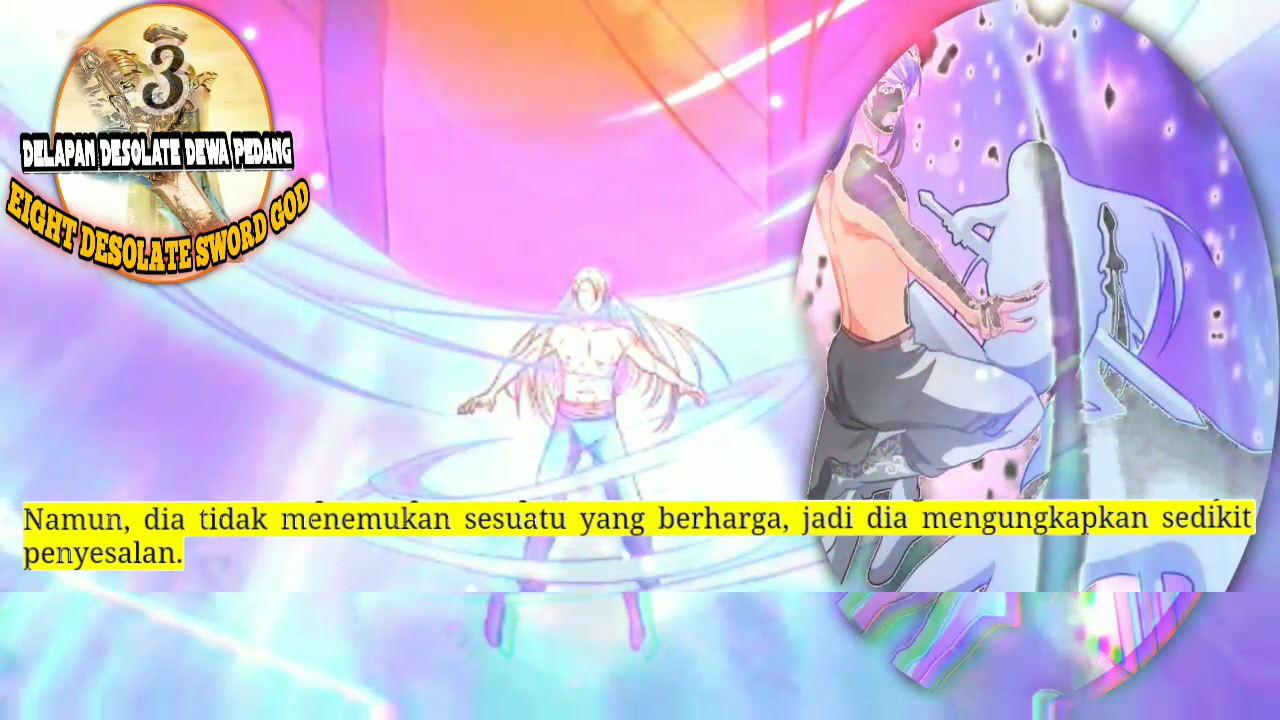 3
DELAPAN DESOLATE DEWA PEDANG
EIGHT DESOLATE SWORD GOD
Namun, dia tidak menemukan sesuatu yang berharga, jadi dia mengungkapkan sedikit
penyesalan.